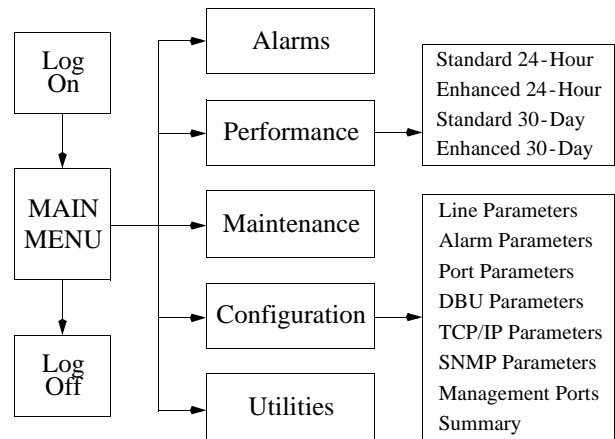 Log
On
MAIN
MENU
Log
Off
Alarms
Performance
Maintenance
Configuration
Utilities
Standard 24-Hour
Enhanced 24-Hour
Standard 30-Day
Enhanced 30-Day
Line Parameters
Alarm Parameters
Port Parameters
DBU Parameters
TCP/IP Parameters
SNMP Parameters
Management Ports
Summary